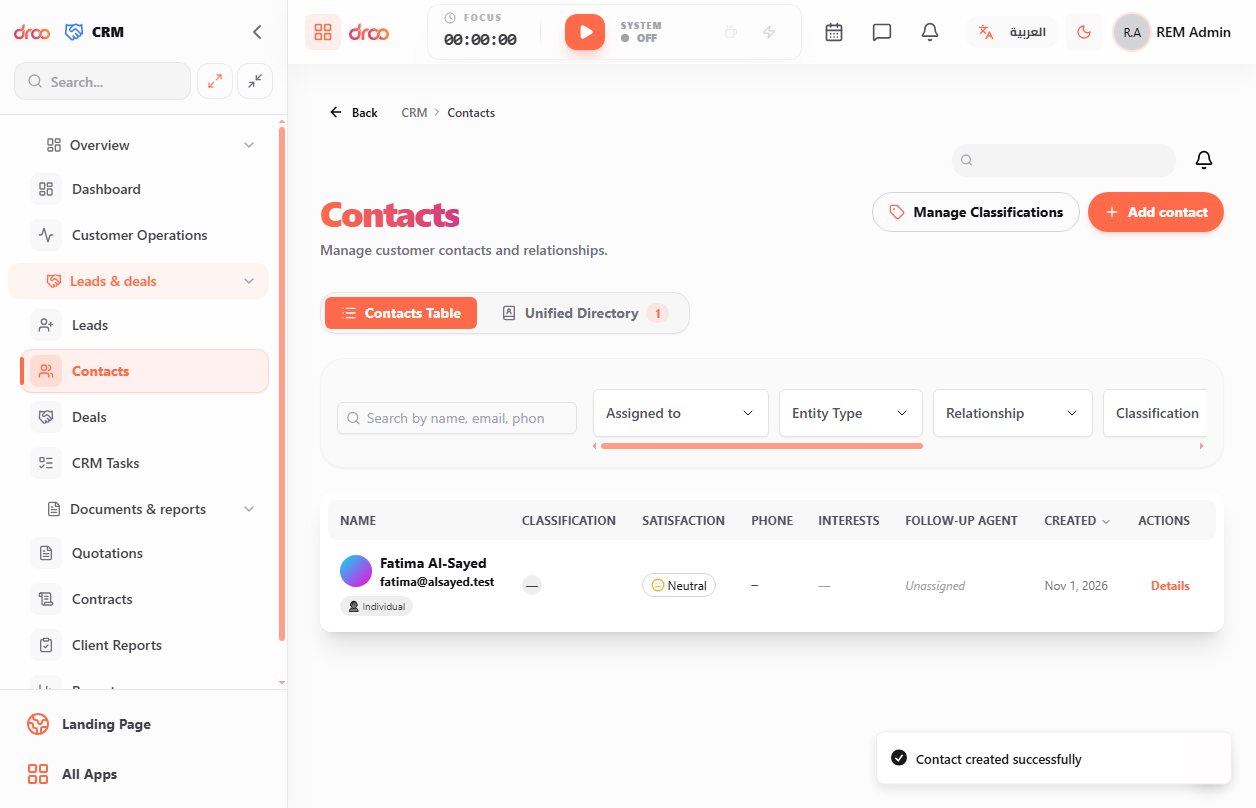 droo CRM
Search...
Overview
Dashboard
Customer Operations
Leads & deals
Leads
Contacts
Deals
CRM Tasks
Documents & reports
Quotations
Contracts
Client Reports
Landing Page
All Apps
droo
FOCUS
00:00:00
SYSTEM
OFF
العربية
R.A
REM Admin
Back
CRM > Contacts
Contacts
Manage customer contacts and relationships.
Manage Classifications
Add contact
Contacts Table
Unified Directory 1
Search by name, email, phon
Assigned to
Entity Type
Relationship
Classification
NAME CLASSIFICATION SATISFACTION PHONE INTERESTS FOLLOW-UP AGENT CREATED ACTIONS
Fatima Al-Sayed
fatima@alsayed.test
Individual
— Neutral – — Unassigned Nov 1, 2026 Details
Contact created successfully